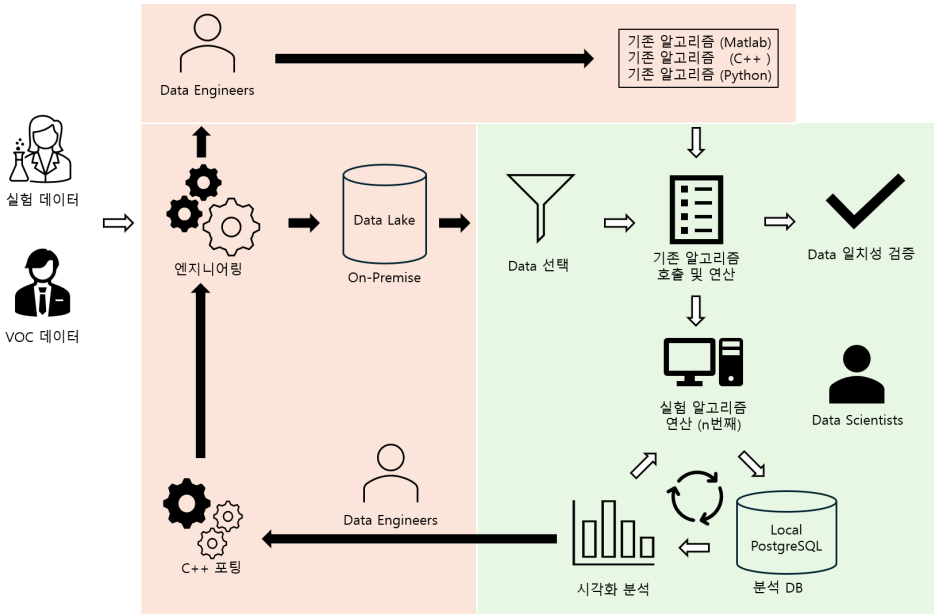 기존 알고리즘 (Matlab)
기존 알고리즘 (C++ )
기존 알고리즘 (Python)
Data Engineers
실험 데이터
VOC 데이터
엔지니어링
Data Lake
On-Premise
Data 선택
기존 알고리즘
호출 및 연산
Data 일치성 검증
실험 알고리즘
연산 (n번째)
Data Scientists
Data Engineers
C++ 포팅
시각화 분석
Local
PostgreSQL
분석 DB